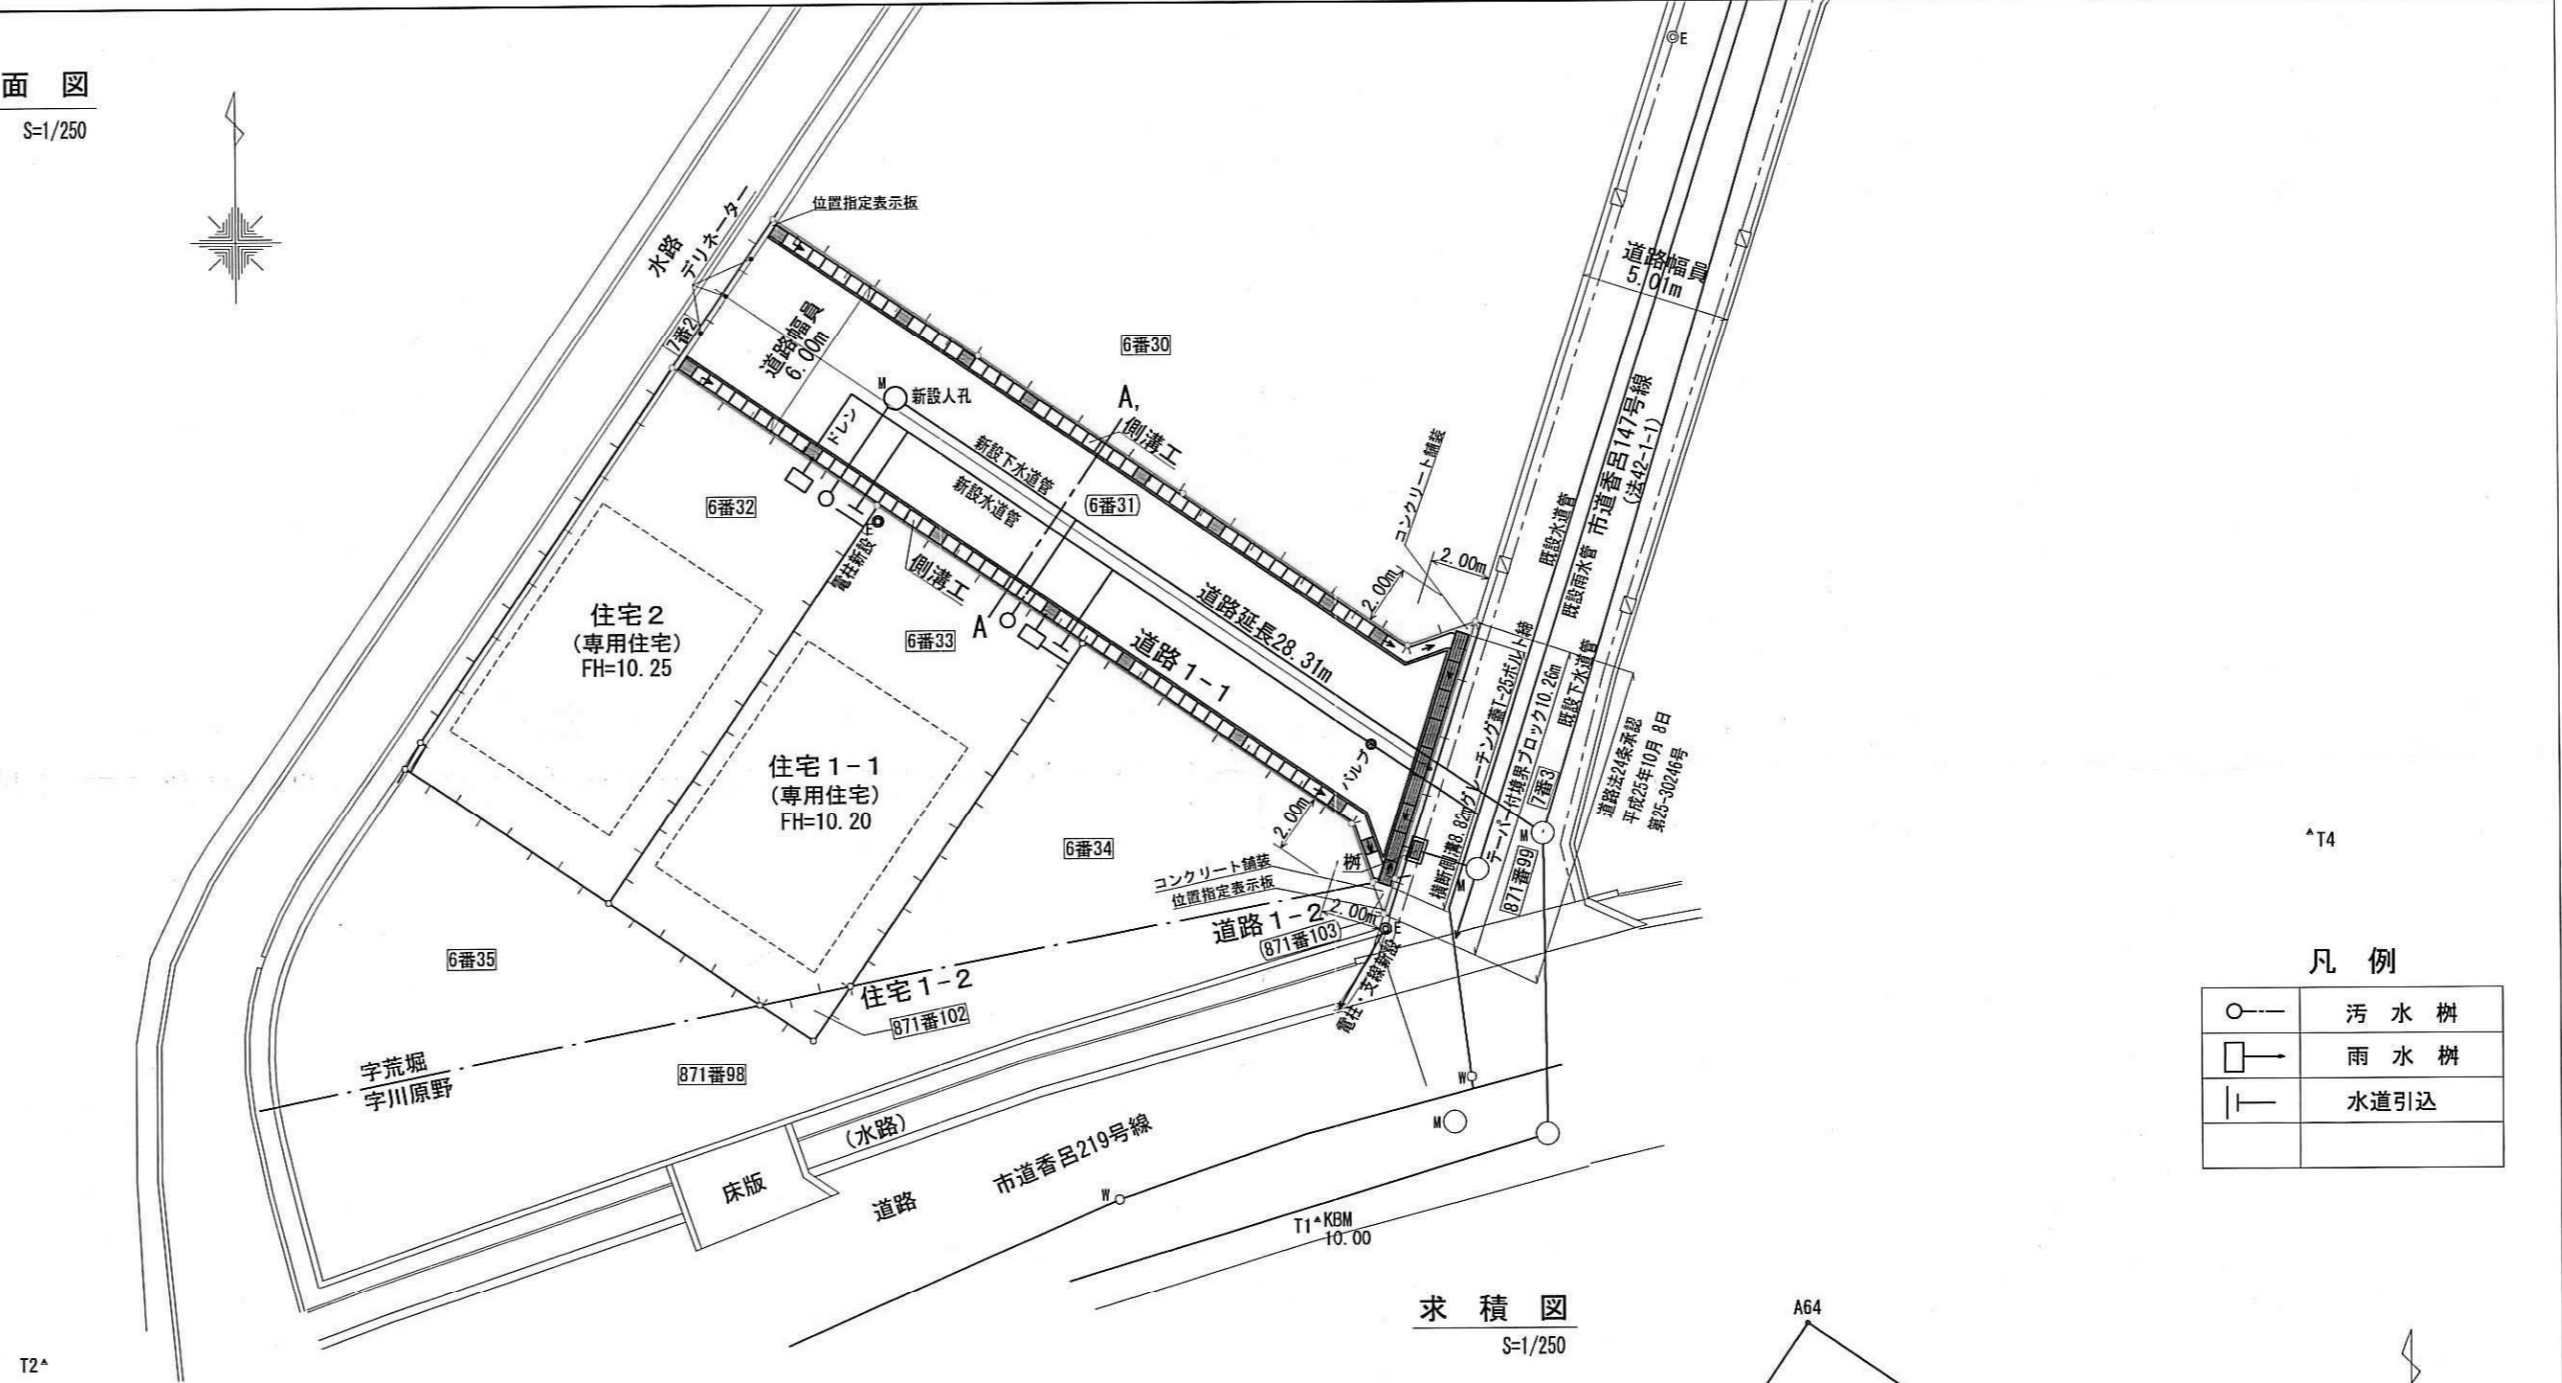 面 図
S=1/250
E
位置指定表示板
水路
デリネーター
道路幅員
5.01m
7番2
道路幅員
6.00m
6番30
M
新設人孔
A,
側溝工
ドレン
新設下水道管
新設水道管
(6番31)
コンクリート舗装
既設水道管
既設雨水管
市道香呂147号線
(法42-1-1)
6番32
電柱新設
E
側溝工
2.00m
2.00m
住宅2
(専用住宅)
FH=10.25
6番33
A
道路延長28.31m
道路1-1
横断側溝8.82mグレーチング蓋T-25ボルト締
テーパー付境界ブロック10.26m
既設下水道管
住宅1-1
(専用住宅)
FH=10.20
バルブ
2.00m
6番34
7番3
道路法24条承認
平成25年10月 8日
第25-30246号
M
M
871番99
T4
コンクリート舗装
位置指定表示板
2.00m
道路1-2
(871番103)
E
電柱・支線新設
6番35
住宅1-2
871番102
字荒堀
字川原野
871番98
凡 例
汚 水 桝
雨 水 桝
水道引込
W
M
(水路)
床版
道路
市道香呂219号線
W
T1 KBM
10.00
求 積 図
S=1/250
A64
T2